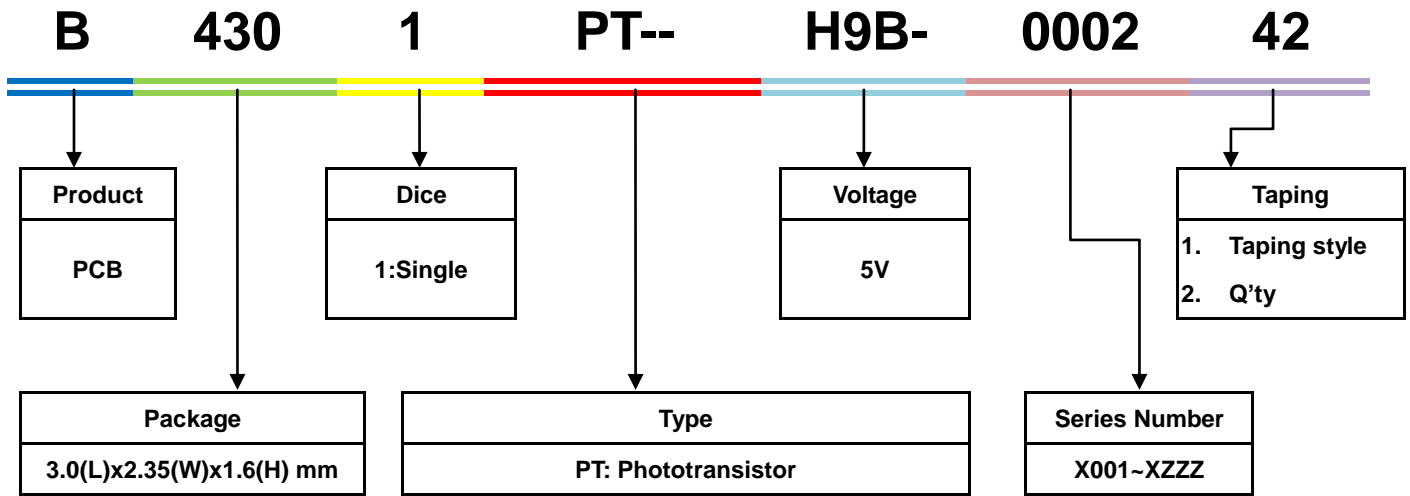 B 430 1 PT-- H9B- 0002 42
Product
PCB
Dice
1:Single
Voltage
5V
Taping
1. Taping style
2. Q’ty
Package
3.0(L)x2.35(W)x1.6(H) mm
Type
PT: Phototransistor
Series Number
X001~XZZZ